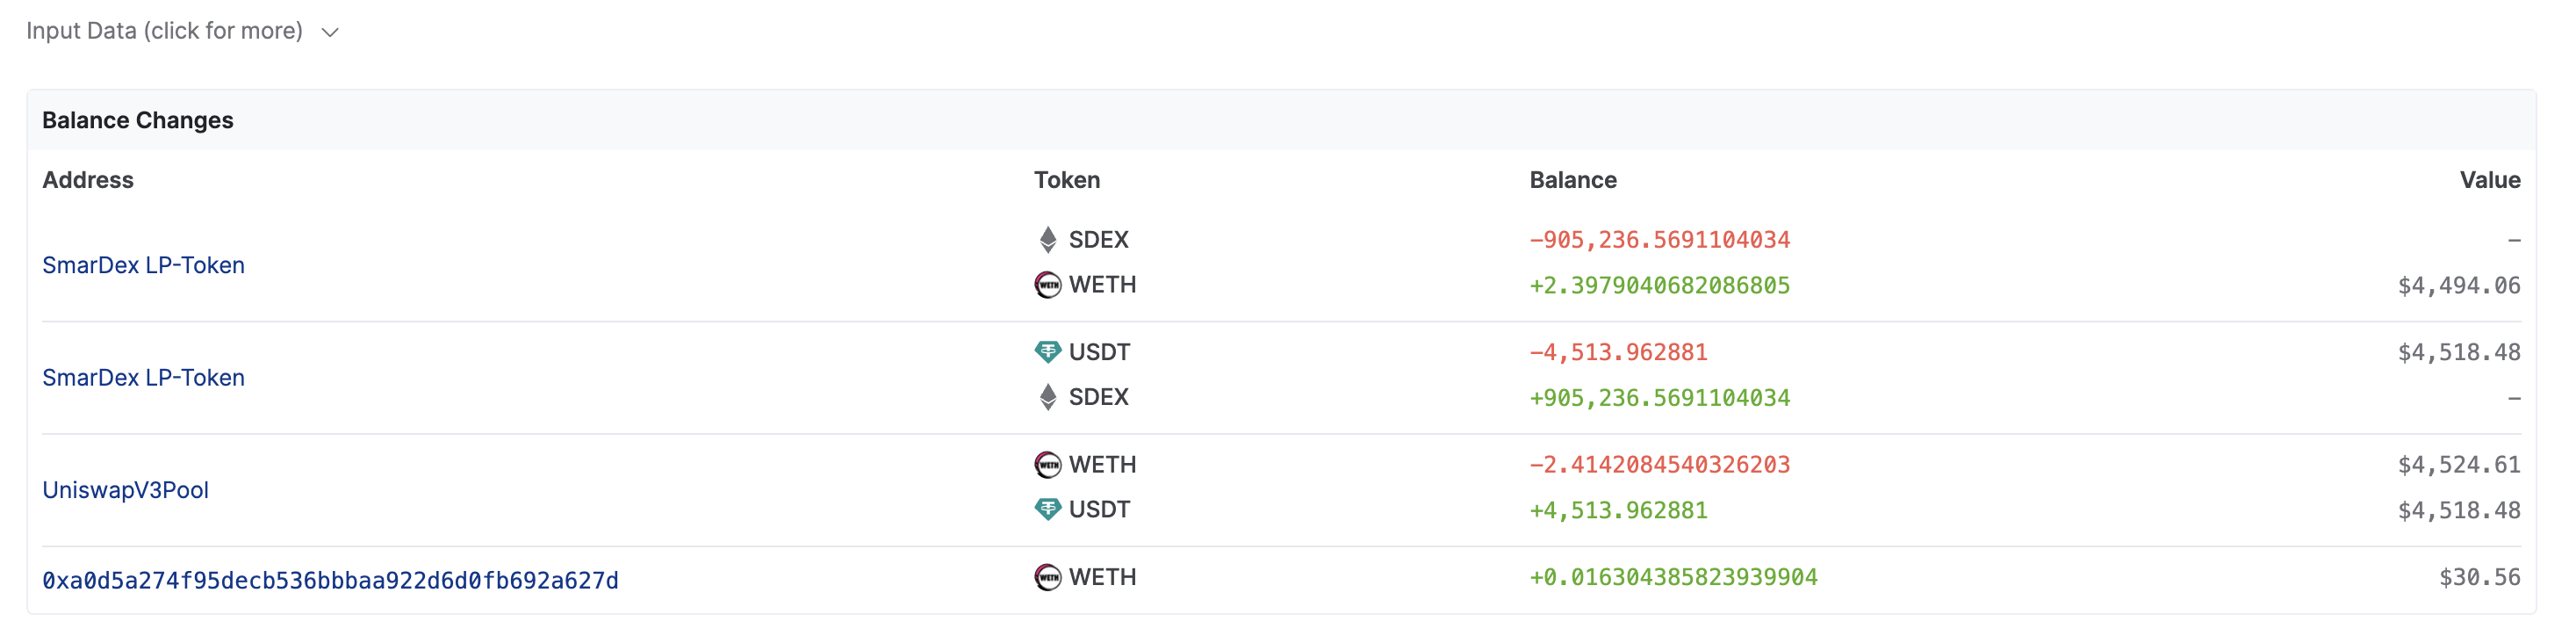 Input Data (click for more)
Balance Changes
Address Token Balance Value
SmarDex LP-Token
SDEX −905,236.5691104034 –
WETH +2.3979040682086805 $4,494.06
SmarDex LP-Token
USDT −4,513.962881 $4,518.48
SDEX +905,236.5691104034 –
UniswapV3Pool
WETH −2.4142084540326203 $4,524.61
USDT +4,513.962881 $4,518.48
0xa0d5a274f95decb536bbbaa922d6d0fb692a627d WETH +0.016304385823939904 $30.56